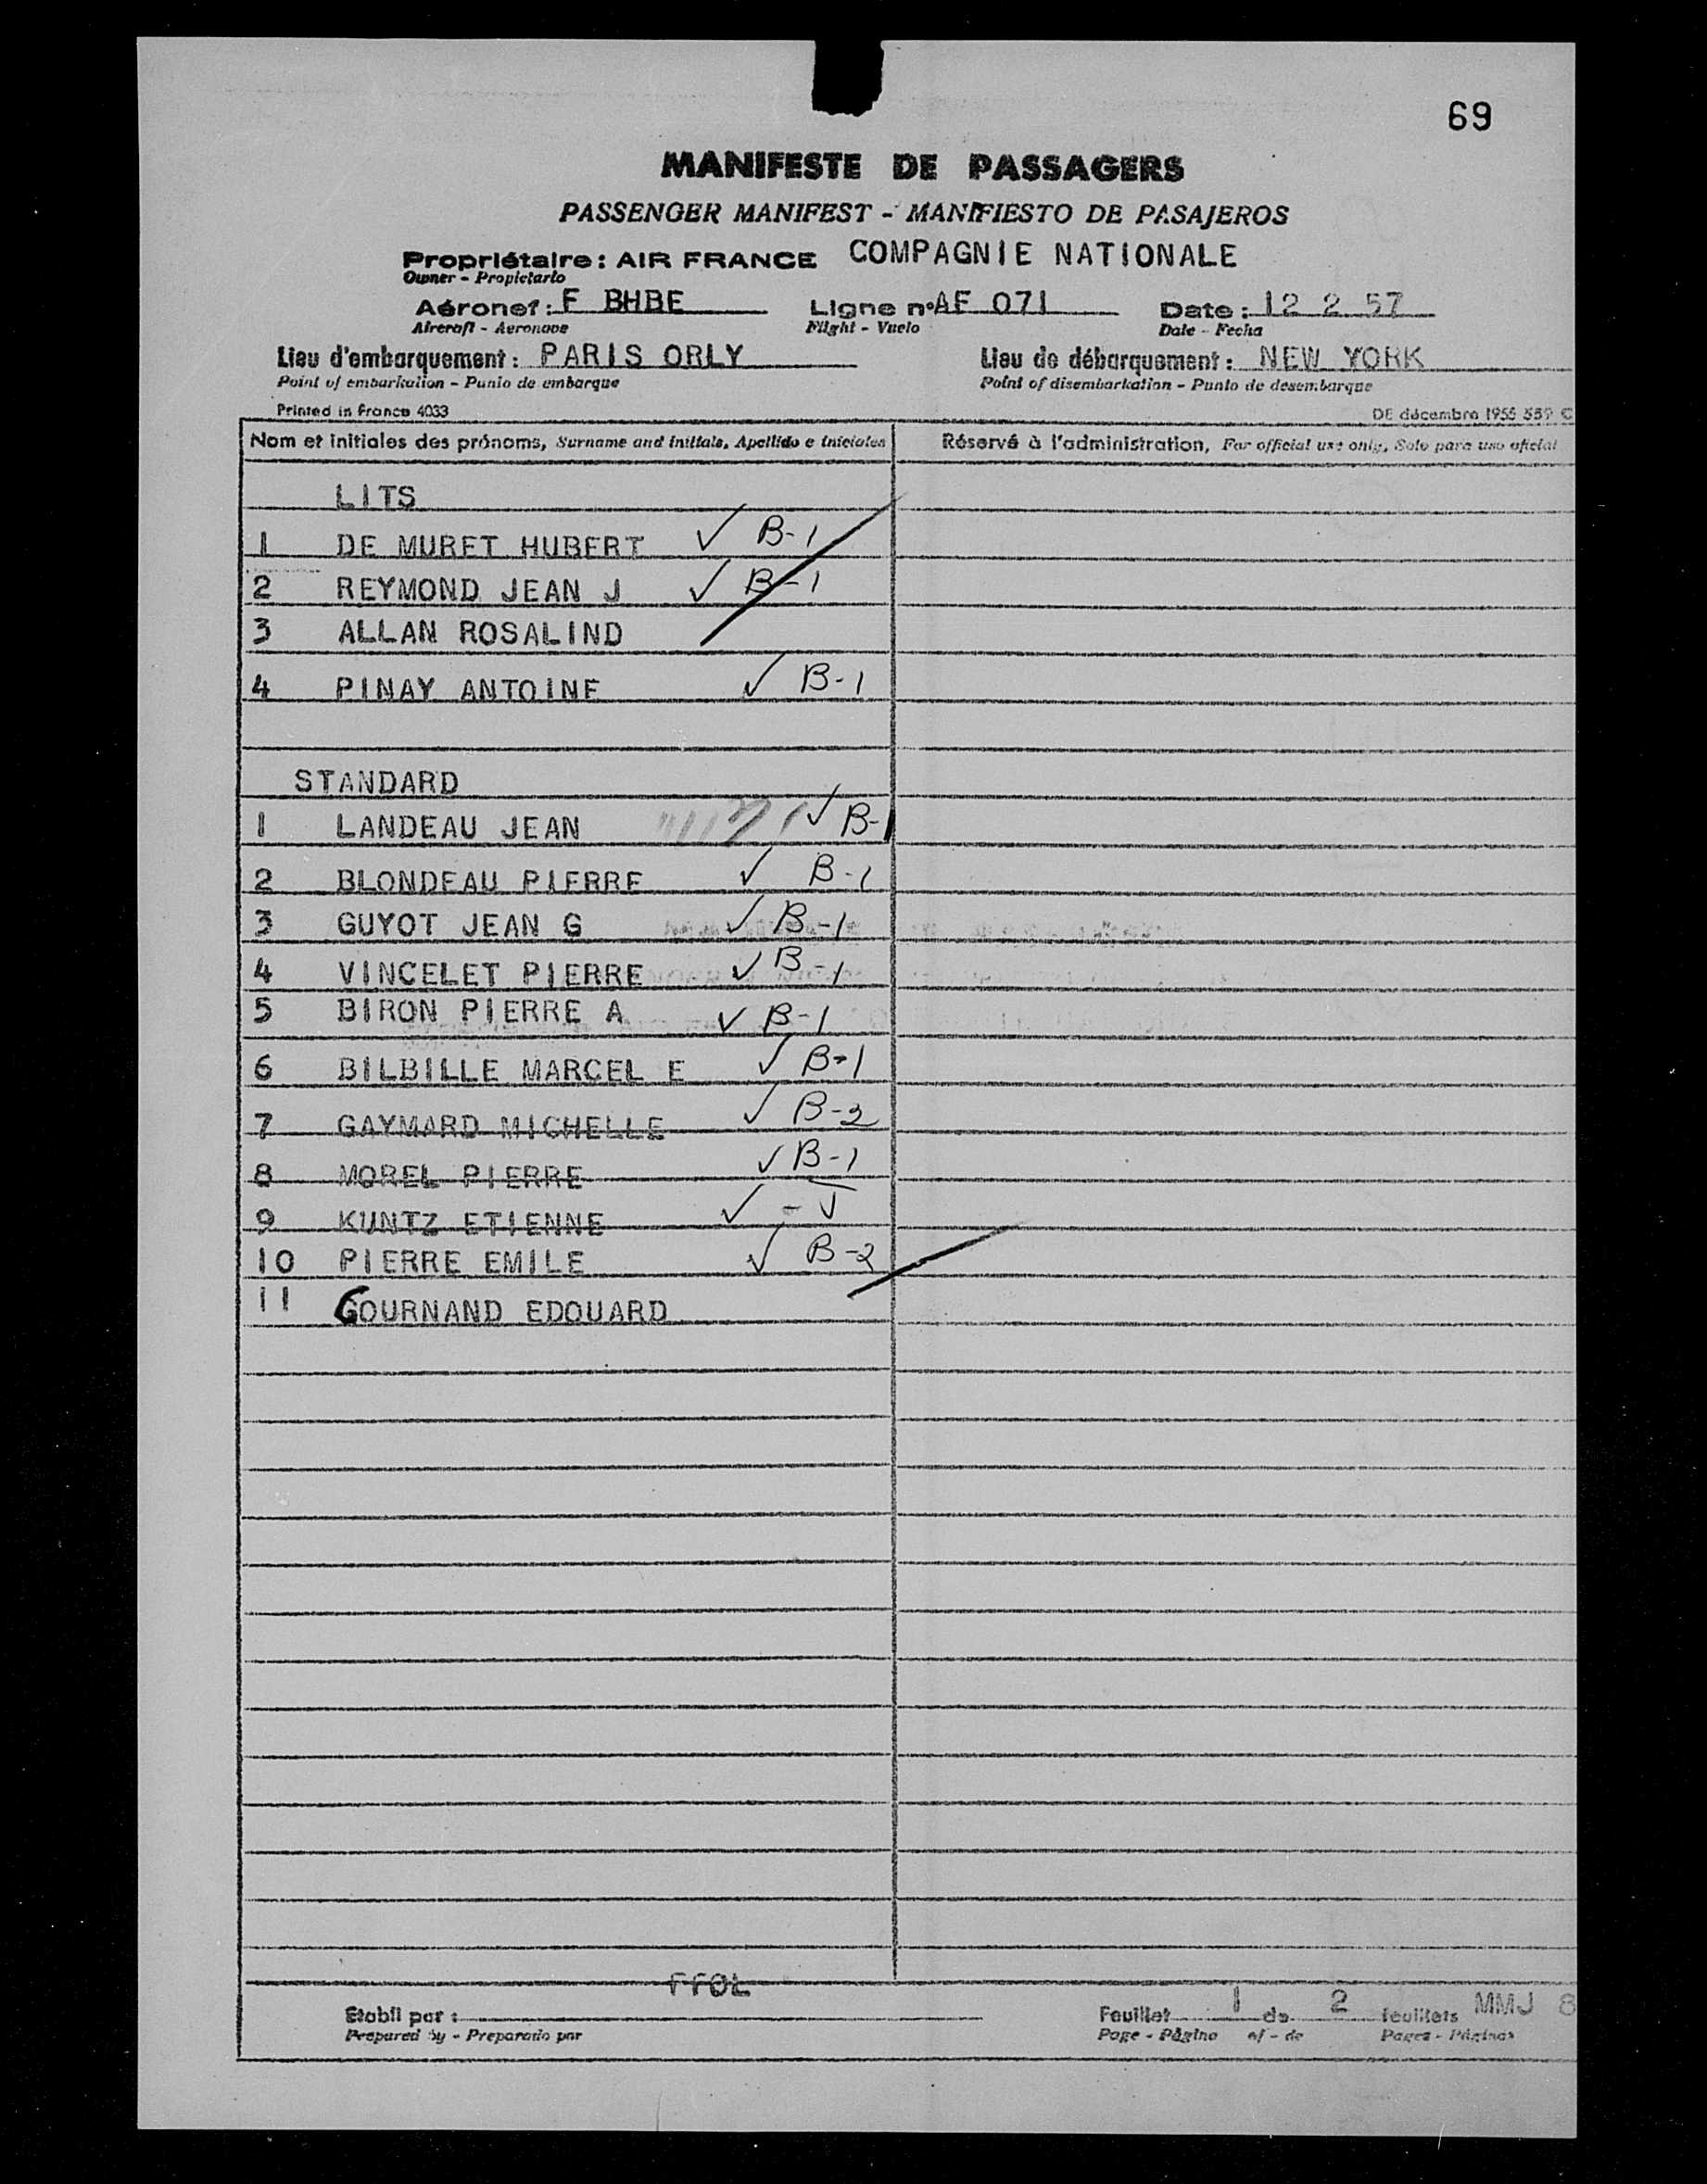 69
MANIFESTE DE PASSAGERS
PASSENGER MANIFEST - MANIFIESTO DE PASAJEROS
Propriétaire : AIR FRANCE COMPAGNIE NATIONALE
Owner - Propietario
Aéronef : F BHBE Ligne n° AF 071 Date : 12 2 57
Aircraft - Aeronave Flight - Vuelo Date - Fecha
Lieu d'embarquement : PARIS ORLY Lieu de débarquement : NEW YORK
Point of embarkation - Punto de embarque Point of disembarkation - Punto de desembarque
Printed in France 4033 DE décembre 1955 559 C
Nom et initiales des prénoms, Surname and initials, Apellido e iniciales Réservé à l'administration, For official use only, Solo para uso oficial
LITS
1 DE MURET HUBERT ✓ B-1
2 REYMOND JEAN J ✓ B-1
3 ALLAN ROSALIND
4 PINAY ANTOINE ✓ B-1
STANDARD
1 LANDEAU JEAN ✓ B-1
2 BLONDEAU PIERRE ✓ B-1
3 GUYOT JEAN G ✓ B-1
4 VINCELET PIERRE ✓ B-1
5 BIRON PIERRE A ✓ B-1
6 BILBILLE MARCEL E ✓ B-1
7 GAYMARD MICHELLE ✓ B-2
8 MOREL PIERRE ✓ B-1
9 KUNTZ ETIENNE ✓
10 PIERRE EMILE ✓ B-2
11 GOURNAND EDOUARD
FFOL
Etabli par : Feuillet 1 de 2 feuillets MMJ 8
Prepared by - Preparado por Page - Página of - de Pages - Páginas